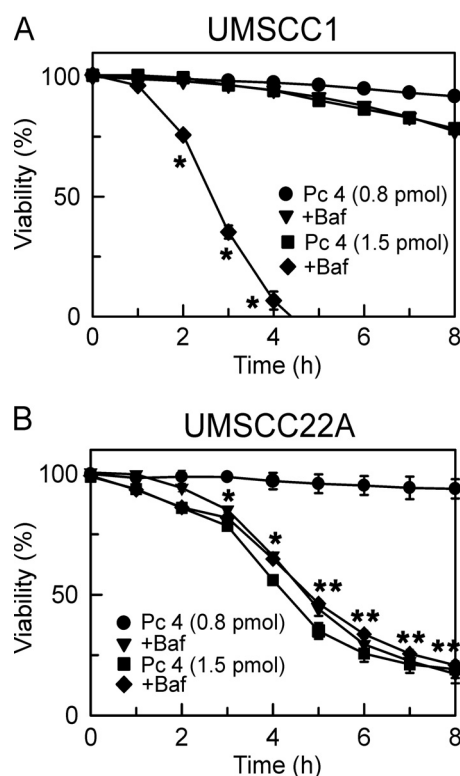 A
UMSCC1
Viability (%)
100
50
0
*
*
*
Pc 4 (0.8 pmol)
+Baf
Pc 4 (1.5 pmol)
+Baf
0 2 4 6 8
Time (h)
B
UMSCC22A
Viability (%)
100
50
0
*
*
**
**
**
**
Pc 4 (0.8 pmol)
+Baf
Pc 4 (1.5 pmol)
+Baf
0 2 4 6 8
Time (h)